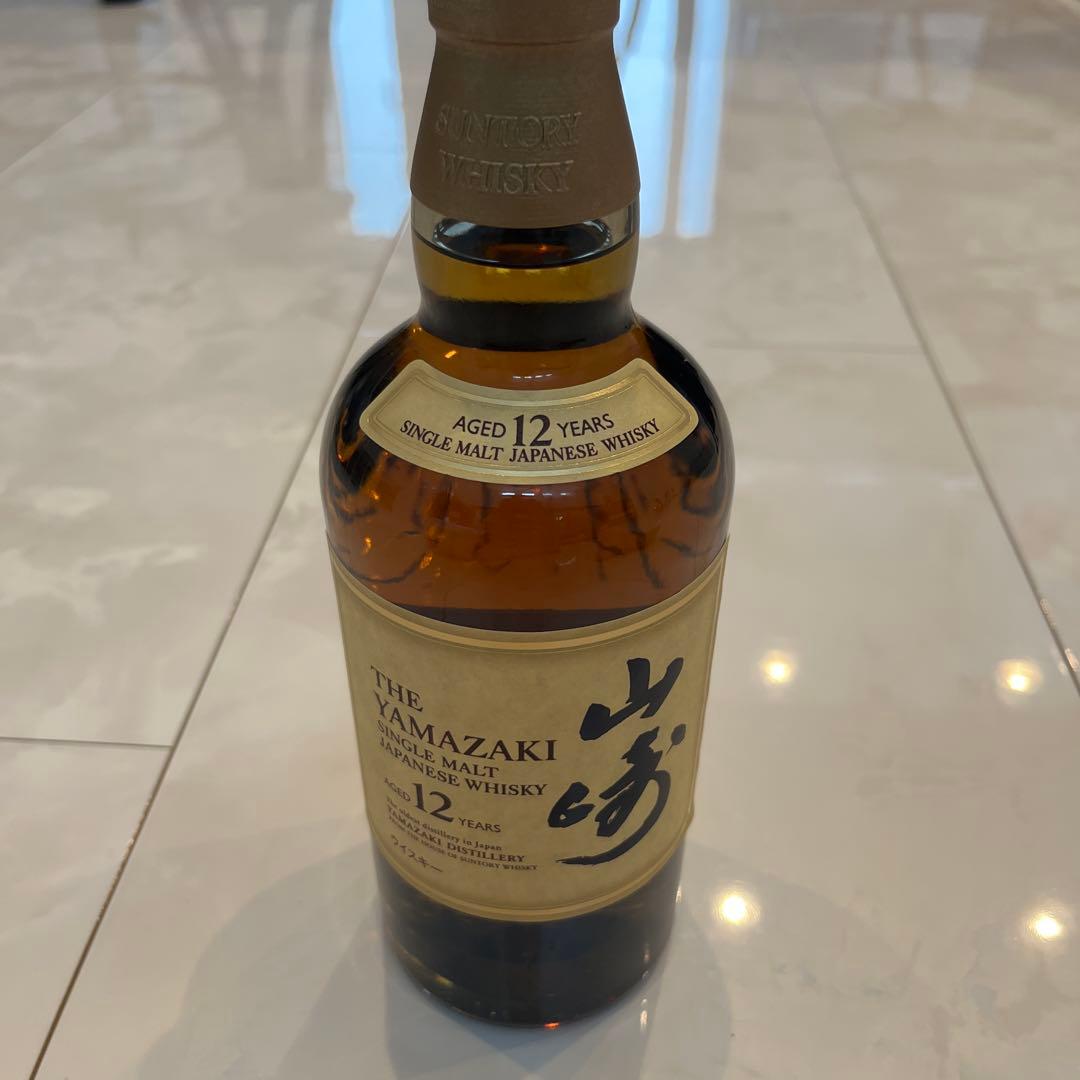 SUNTORY
WHISKY
AGED 12 YEARS
SINGLE MALT JAPANESE WHISKY
THE
YAMAZAKI
SINGLE MALT
JAPANESE WHISKY
AGED 12 YEARS
The oldest distillery in Japan
YAMAZAKI DISTILLERY
FROM THE HOUSE OF SUNTORY WHISKY
ウイスキー
山崎